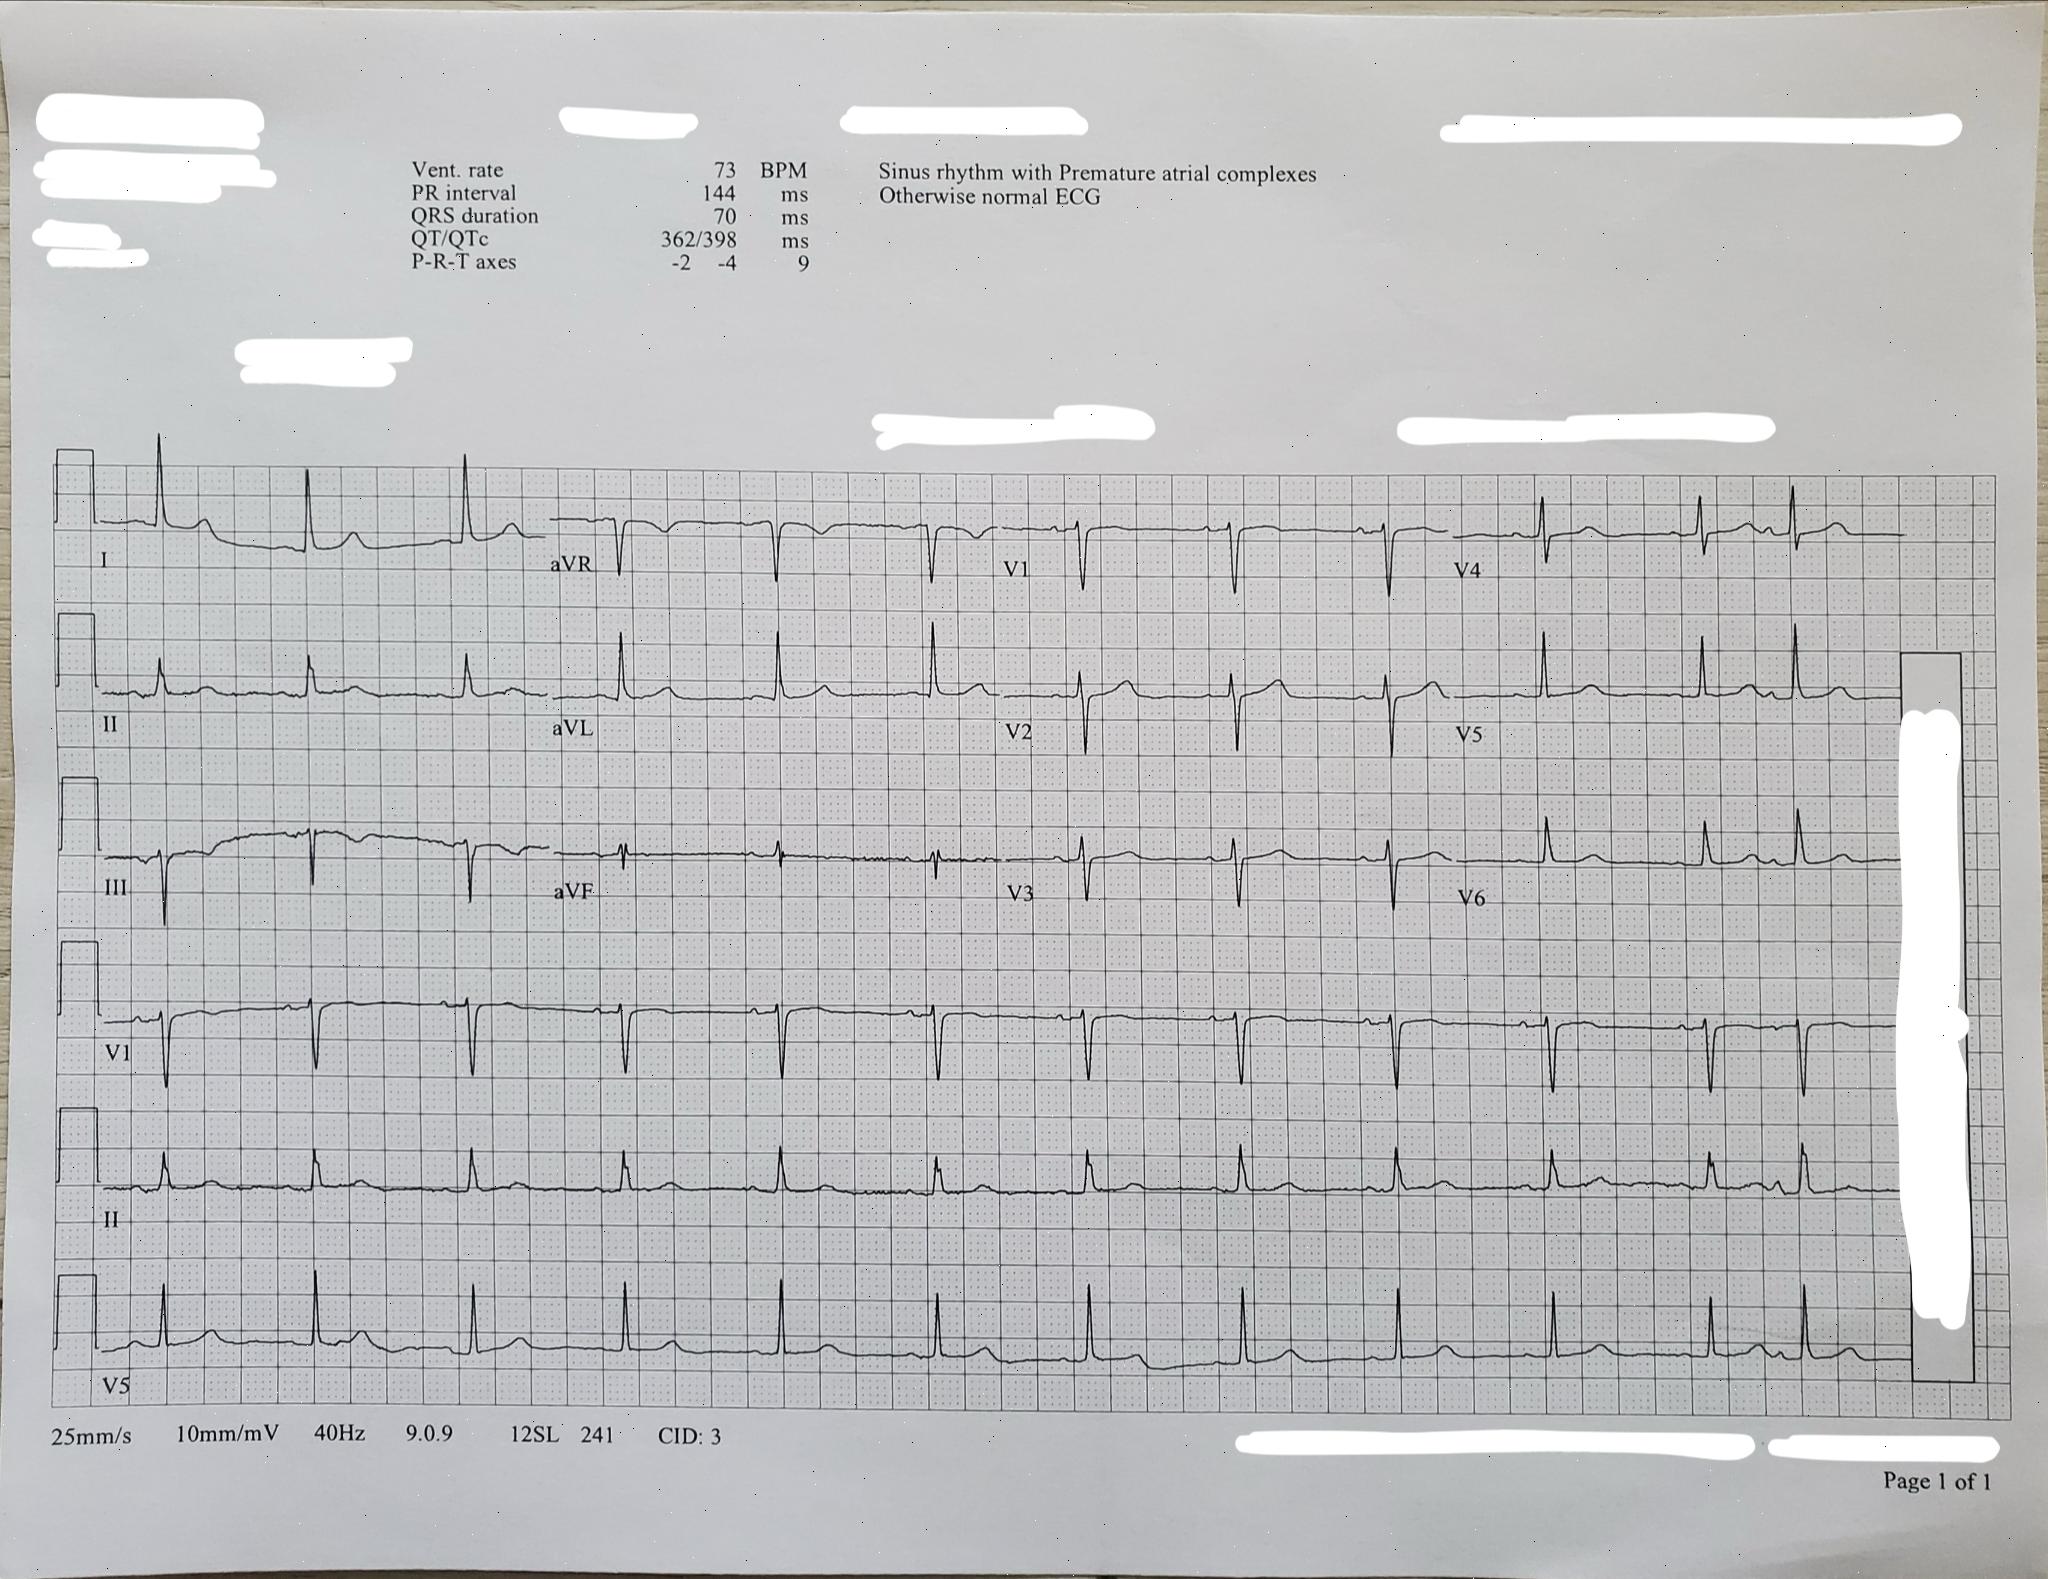 Vent. rate 73 BPM
PR interval 144 ms
QRS duration 70 ms
QT/QTc 362/398 ms
P-R-T axes -2 -4 9
Sinus rhythm with Premature atrial complexes
Otherwise normal ECG
I aVR V1 V4
II aVL V2 V5
III aVF V3 V6
V1
II
V5
25mm/s 10mm/mV 40Hz 9.0.9 12SL 241 CID: 3
Page 1 of 1